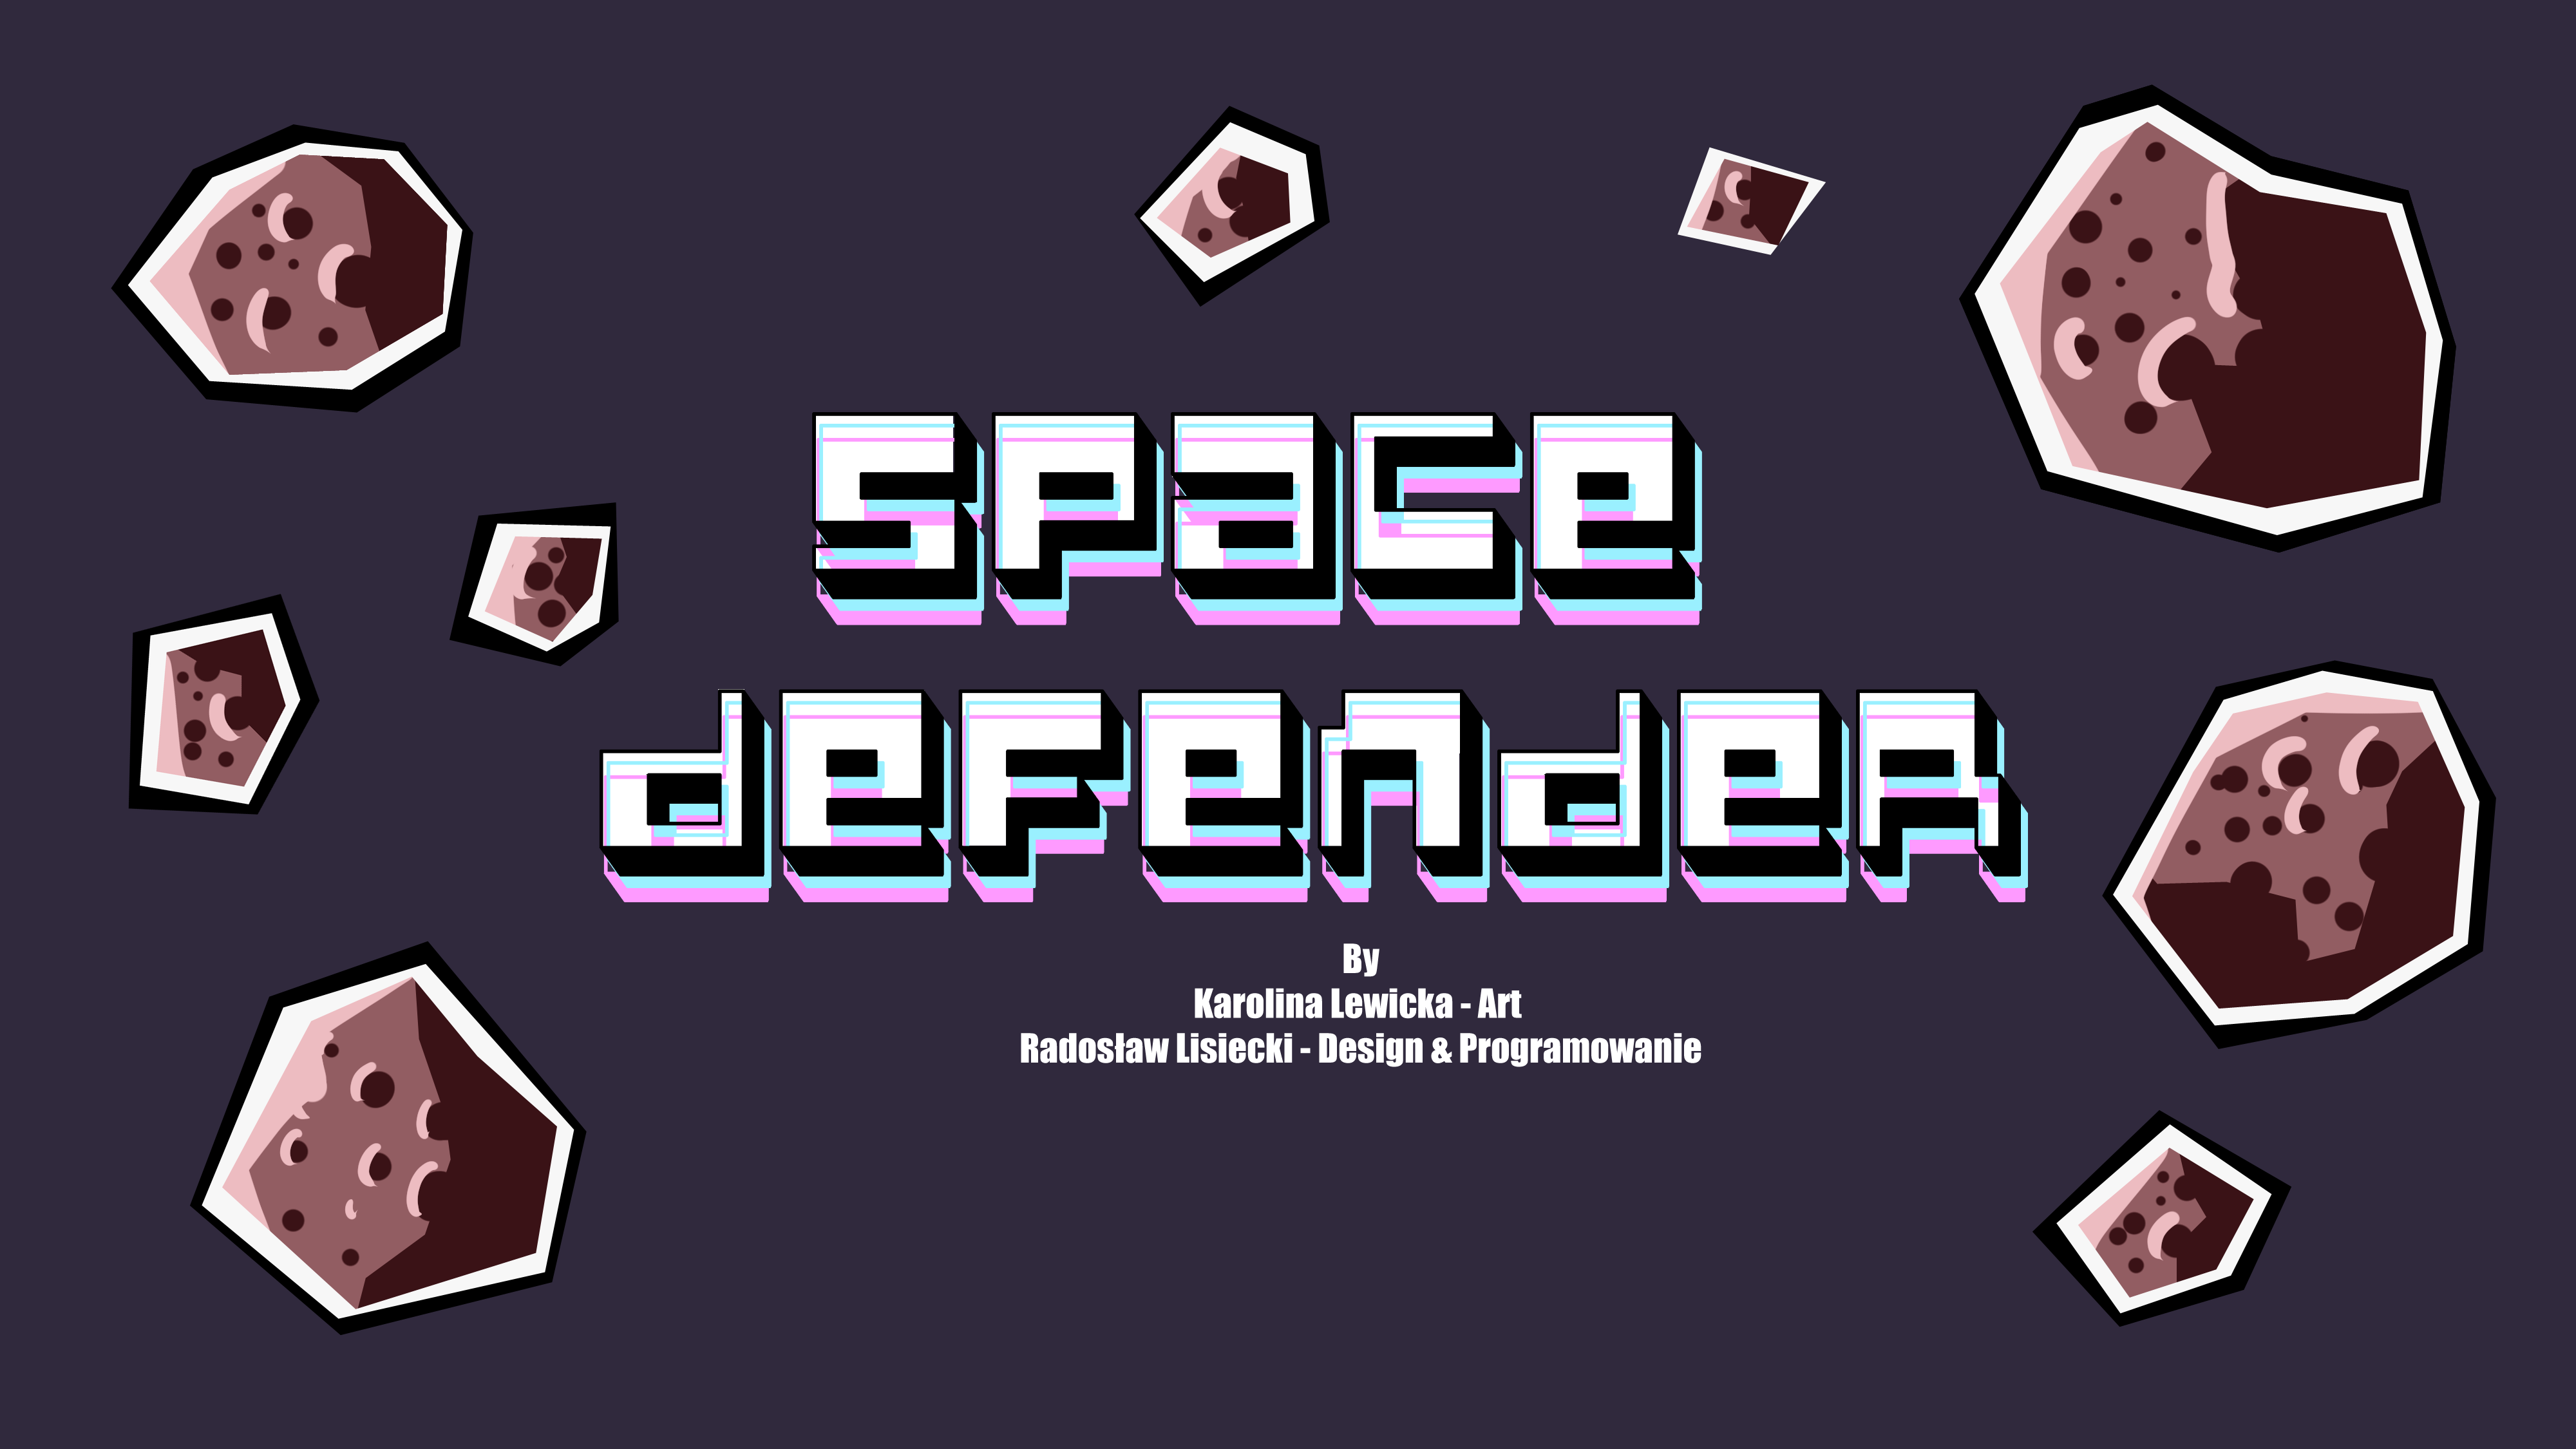 space
defender
By
Karolina Lewicka - Art
Radosław Lisiecki - Design & Programowanie